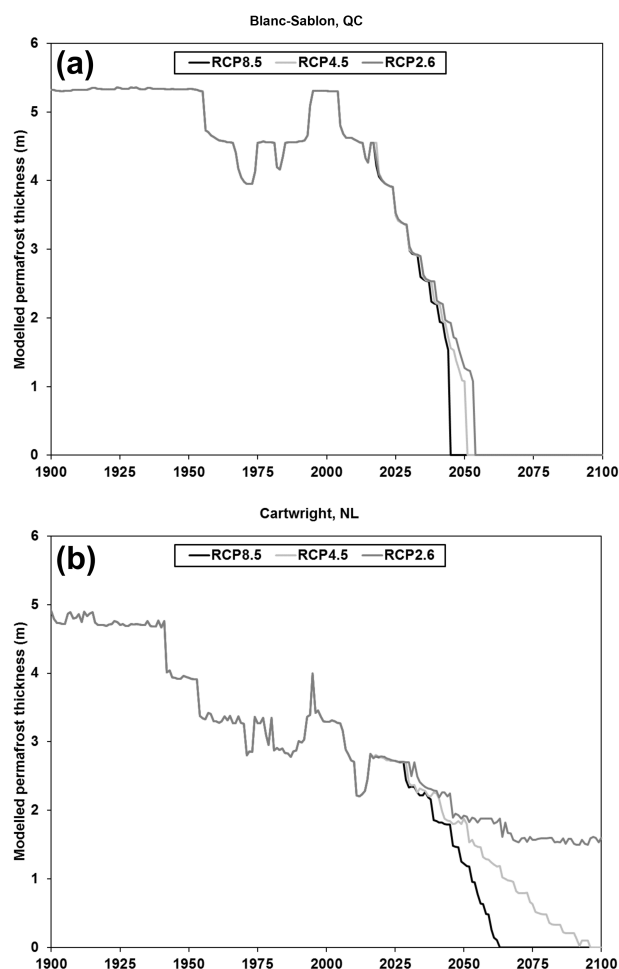 Blanc-Sablon, QC
(a)
RCP8.5 RCP4.5 RCP2.6
Modelled permafrost thickness (m)
6
5
4
3
2
1
0
1900 1925 1950 1975 2000 2025 2050 2075 2100
Cartwright, NL
(b)
RCP8.5 RCP4.5 RCP2.6
Modelled permafrost thickness (m)
6
5
4
3
2
1
0
1900 1925 1950 1975 2000 2025 2050 2075 2100